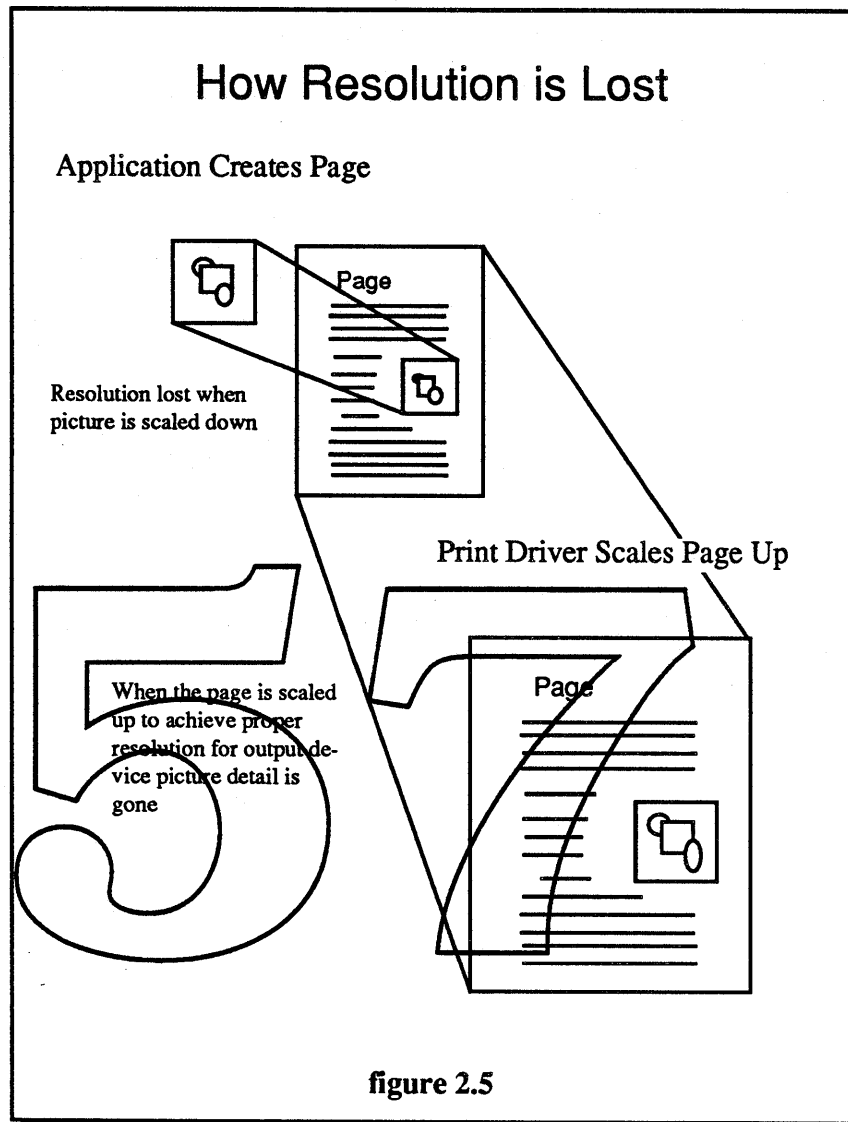 How Resolution is Lost
Application Creates Page
Page
Resolution lost when
picture is scaled down
Print Driver Scales Page Up
57
Page
When the page is scaled
up to achieve proper
resolution for output de-
vice picture detail is
gone
figure 2.5